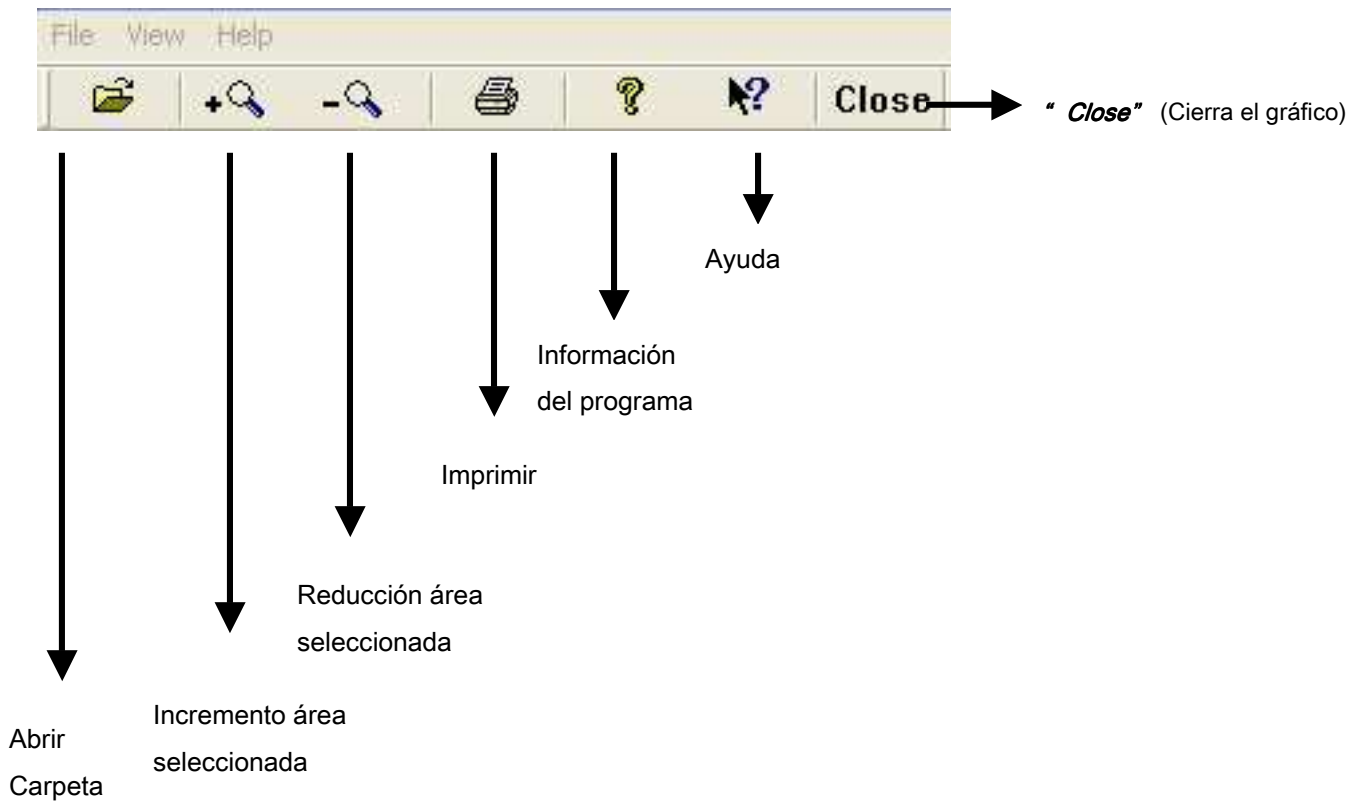 File View Help
Close
" Close" (Cierra el gráfico)
Ayuda
Información
del programa
Imprimir
Reducción área
seleccionada
Incremento área
seleccionada
Abrir
Carpeta